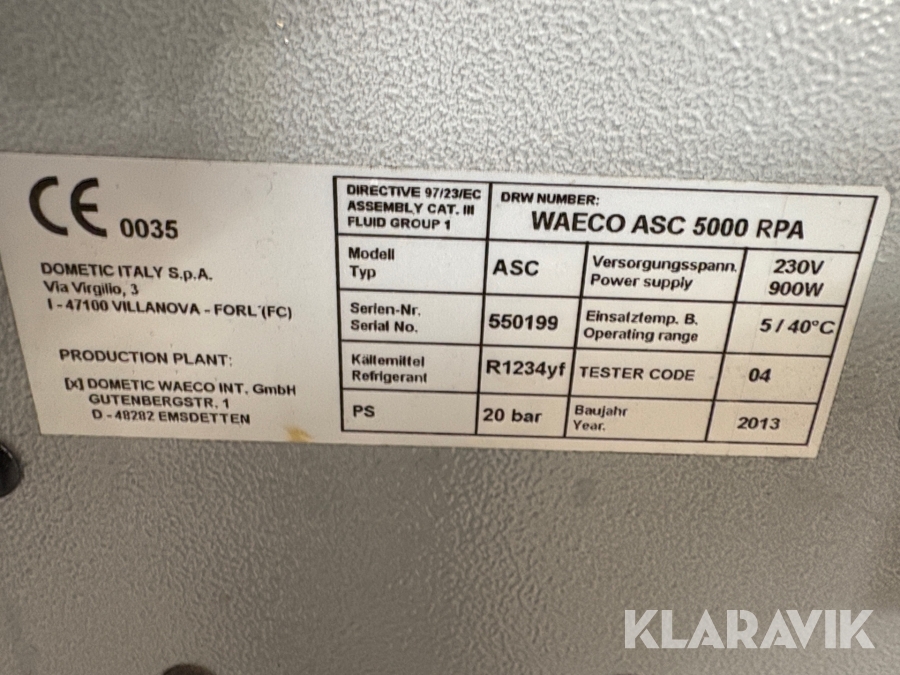 CE 0035
DOMETIC ITALY S.p.A.
Via Virgilio, 3
I - 47100 VILLANOVA - FORL'(FC)
PRODUCTION PLANT:
[x] DOMETIC WAECO INT. GmbH
GUTENBERGSTR. 1
D - 48282 EMSDETTEN
DIRECTIVE 97/23/EC
ASSEMBLY CAT. III
FLUID GROUP 1
DRW NUMBER:
WAECO ASC 5000 RPA
Modell
Typ
ASC
Versorgungsspann.
Power supply
230V
900W
Serien-Nr.
Serial No.
550199
Einsatztemp. B.
Operating range
5 / 40°C
Kältemittel
Refrigerant
R1234yf
TESTER CODE
04
PS
20 bar
Baujahr
Year.
2013
KLARAVIK